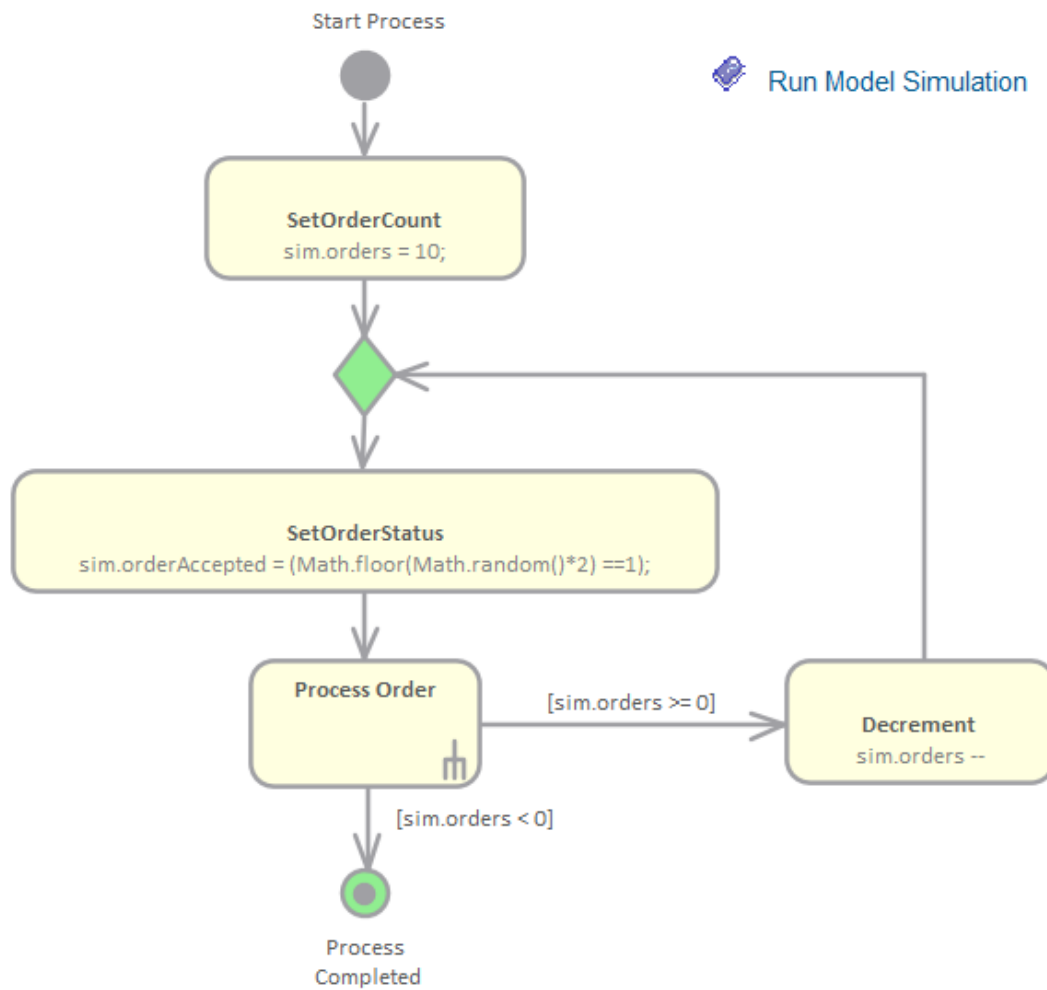 Start Process
Run Model Simulation
SetOrderCount
sim.orders = 10;
SetOrderStatus
sim.orderAccepted = (Math.floor(Math.random()*2) ==1);
Process Order
[sim.orders >= 0]
Decrement
sim.orders --
[sim.orders < 0]
Process
Completed